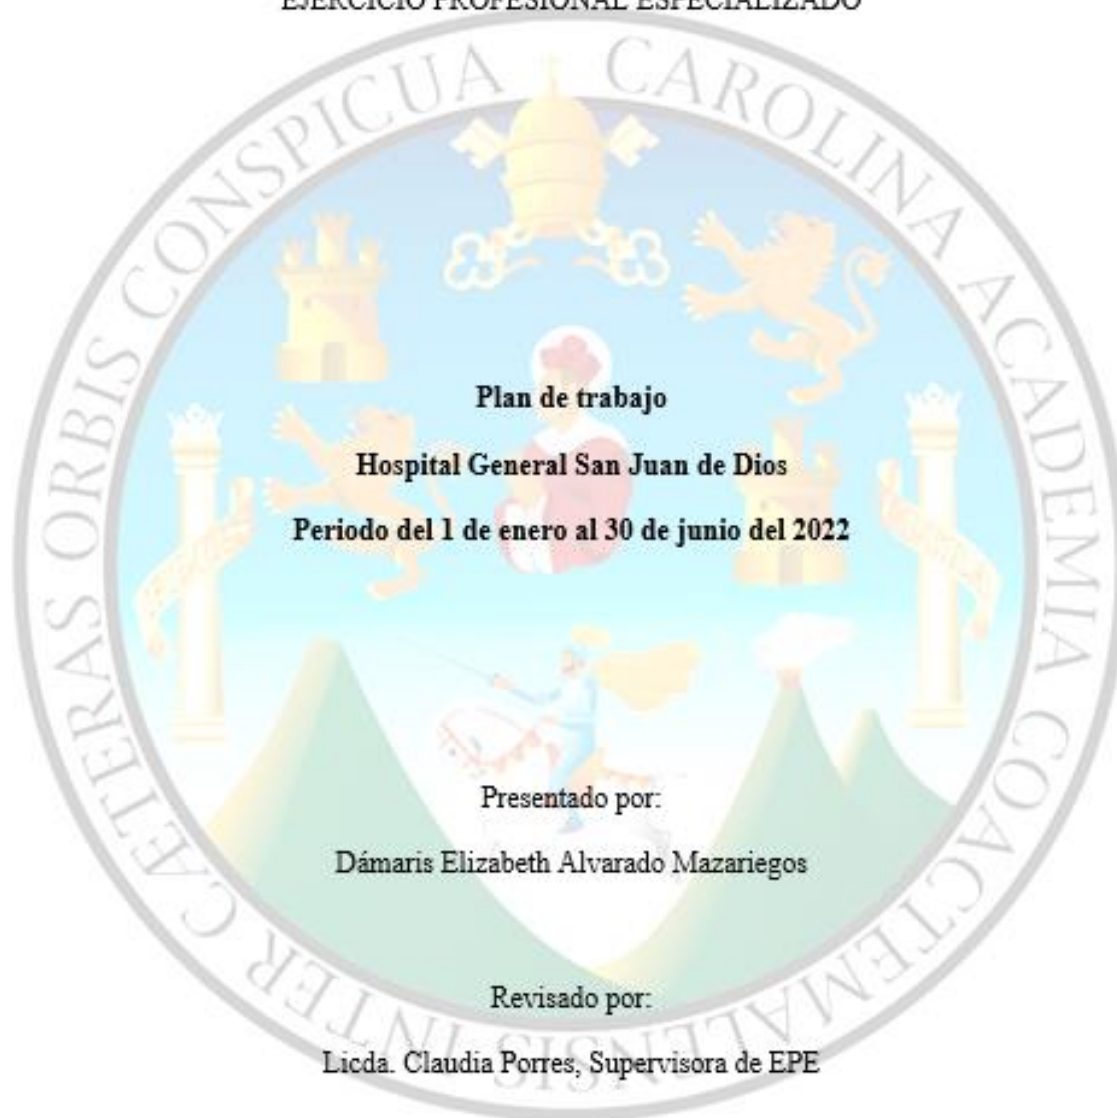 EJERCICIO PROFESIONAL ESPECIALIZADO
CAROLINA ACADEMIA COACTEMALENSIS INTER CÆTERAS ORBIS CONSPICUA
Plan de trabajo
Hospital General San Juan de Dios
Periodo del 1 de enero al 30 de junio del 2022
Presentado por:
Dámaris Elizabeth Alvarado Mazariegos
Revisado por:
Licda. Claudia Porres, Supervisora de EPE